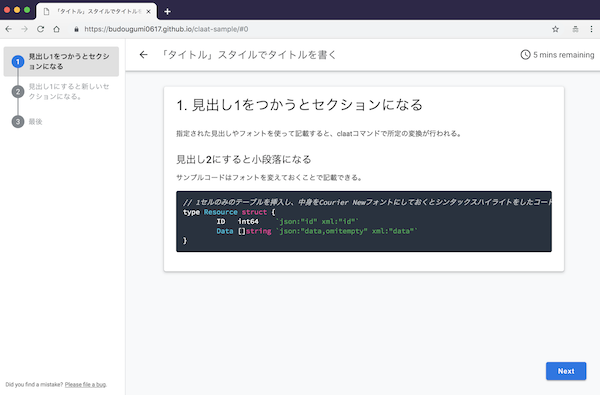 「タイトル」スタイルでタイトルを
https://budougumi0617.github.io/claat-sample/#0
「タイトル」スタイルでタイトルを書く
5 mins remaining
1 見出し1をつかうとセクションになる
2 見出し1にすると新しいセクションになる。
3 最後
1. 見出し1をつかうとセクションになる
指定された見出しやフォントを使って記載すると、claatコマンドで所定の変換が行われる。
見出し2にすると小段落になる
サンプルコードはフォントを変えておくことで記載できる。
// 1セルのみのテーブルを挿入し、中身をCourier Newフォントにしておくとシンタックスハイライトをしたコード
type Resource struct {
ID int64 `json:"id" xml:"id"`
Data []string `json:"data,omitempty" xml:"data"`
}
Next
Did you find a mistake? Please file a bug.